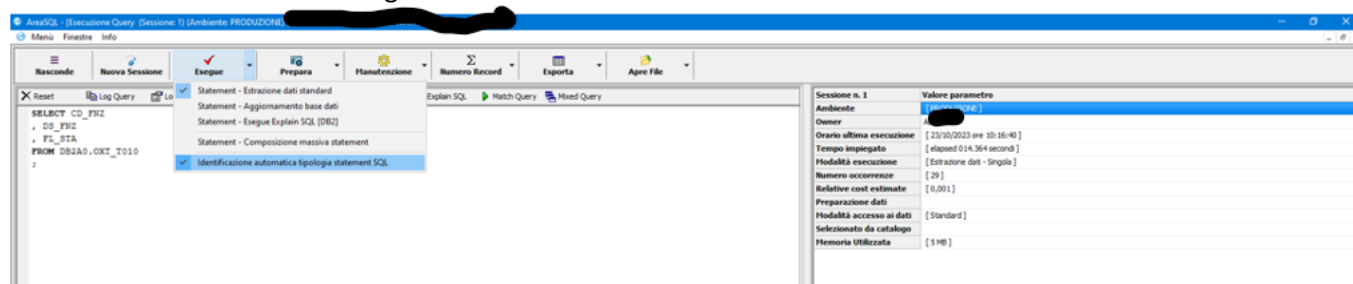 AreaSQL - [Esecuzione Query (Sessione: 1) (Ambiente: PRODUZIONE)
Menù Finestre Info
Nasconde Nuova Sessione Esegue Prepara Manutenzione Numero Record Esporta Apre File
Reset Log Query Lo Explain SQL Match Query Mixed Query
Statement - Estrazione dati standard
Statement - Aggiornamento base dati
Statement - Esegue Explain SQL [DB2]
Statement - Composizione massiva statement
Identificazione automatica tipologia statement SQL
SELECT CD_FNZ
, DS_FNZ
, FL_STA
FROM DB2A0.OXT_T010
;
Sessione n. 1 Valore parametro
Ambiente [PRODUZIONE]
Owner A
Orario ultima esecuzione [ 23/10/2023 ore 10:16:40 ]
Tempo impiegato [ elapsed 014.364 secondi ]
Modalità esecuzione [ Estrazione dati - Singola ]
Numero occorrenze [ 29 ]
Relative cost estimate [ 0,001 ]
Preparazione dati
Modalità accesso ai dati [ Standard ]
Selezionato da catalogo
Memoria Utilizzata [ 5 MB ]